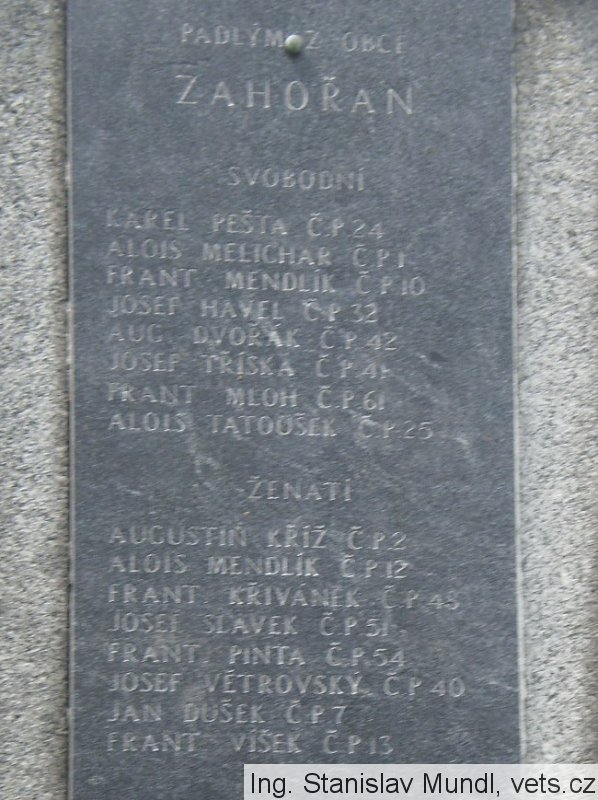 PADLÝM Z OBCE
ZAHOŘAN
SVOBODNÍ
KAREL PEŠTA Č.P. 24
ALOIS MELICHAR Č.P. 1
FRANT MENDLÍK Č.P. 10
JOSEF HAVEL Č.P. 32
AUG. DVOŘÁK Č.P. 42
JOSEF TŘÍSKA Č.P. 41
FRANT MLOH Č.P. 61
ALOIS TATOUŠEK Č.P. 25
ŽENATÍ
AUGUSTIN KŘÍŽ Č.P. 2
ALOIS MENDLÍK Č.P. 12
FRANT. KŘIVÁNEK Č.P.
JOSEF SLAVEK Č.P. 51
FRANT. PINTA Č.P. 54
JOSEF VĚTROVSKÝ Č.P. 40
JAN DUŠEK Č.P. 7
FRANT VÍŠEK Č.P. 13
Ing. Stanislav Mundl, vets.cz